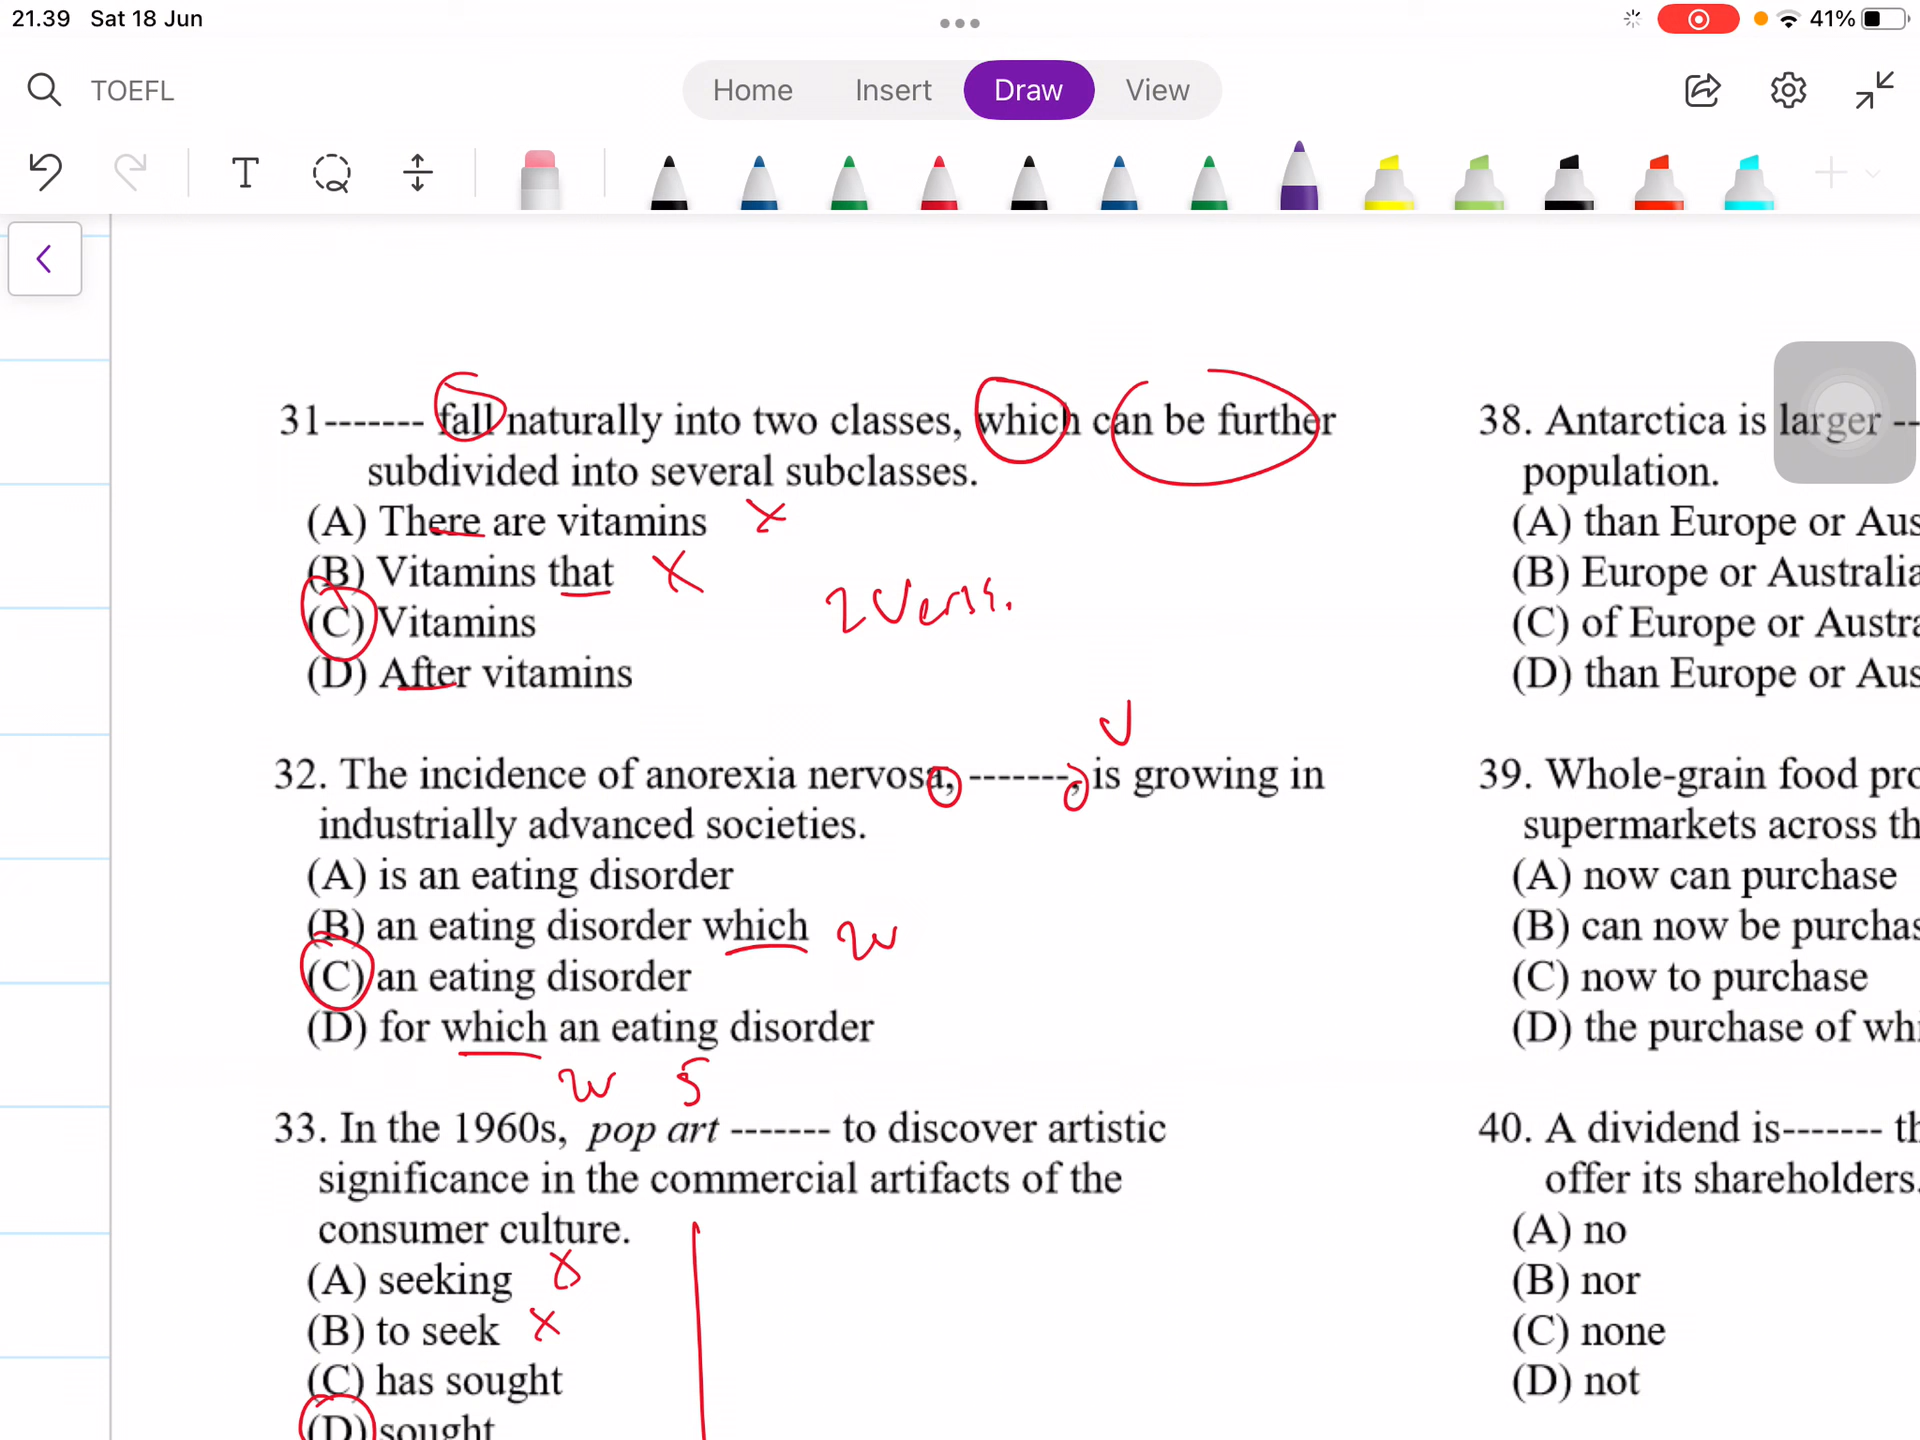 21.39 Sat 18 Jun
41%
TOEFL
Home Insert Draw View
T
31------- fall naturally into two classes, which can be further
subdivided into several subclasses.
(A) There are vitamins
(B) Vitamins that
(C) Vitamins
(D) After vitamins
2 Verbs.
V
32. The incidence of anorexia nervosa, -------, is growing in
industrially advanced societies.
(A) is an eating disorder
(B) an eating disorder which
(C) an eating disorder
(D) for which an eating disorder
S
33. In the 1960s, pop art ------- to discover artistic
significance in the commercial artifacts of the
consumer culture.
(A) seeking
(B) to seek
(C) has sought
(D) sought
38. Antarctica is larger --
population.
(A) than Europe or Aus
(B) Europe or Australia
(C) of Europe or Austra
(D) than Europe or Aus
39. Whole-grain food pro
supermarkets across th
(A) now can purchase
(B) can now be purchas
(C) now to purchase
(D) the purchase of whi
40. A dividend is------- th
offer its shareholders.
(A) no
(B) nor
(C) none
(D) not